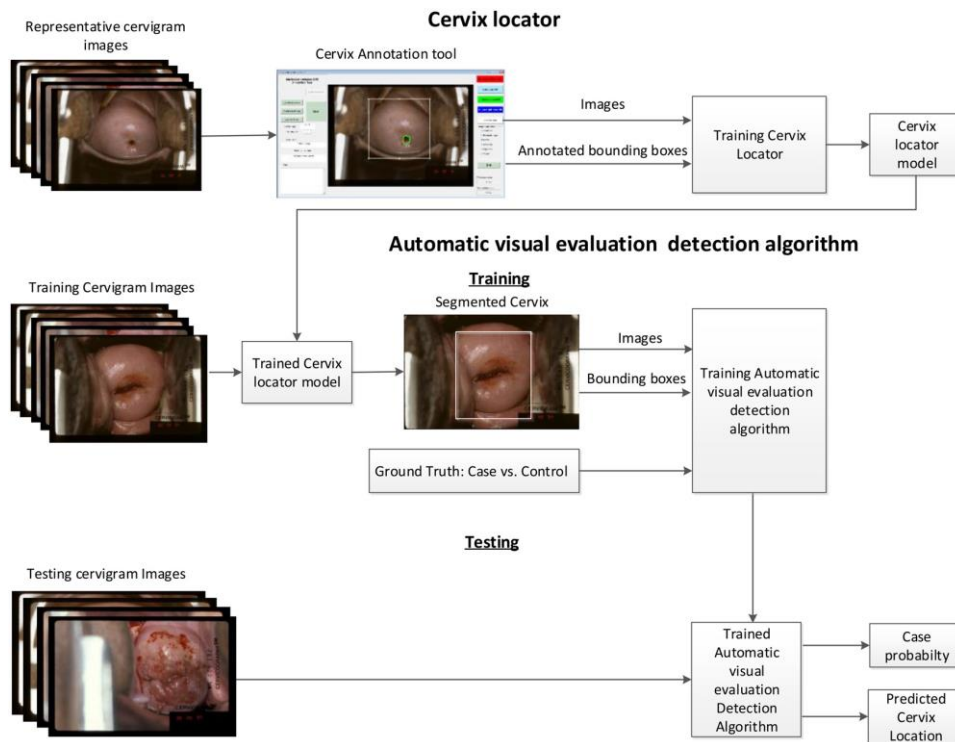 Cervix locator
Representative cervigram
images
Cervix Annotation tool
Images
Annotated bounding boxes
Training Cervix
Locator
Cervix
locator
model
Automatic visual evaluation  detection algorithm
Training
Training Cervigram Images
Segmented Cervix
Trained Cervix
locator model
Images
Bounding boxes
Training Automatic
visual evaluation
detection
algorithm
Ground Truth: Case vs. Control
Testing
Testing cervigram Images
Trained
Automatic
visual
evaluation
Detection
Algorithm
Case
probabilty
Predicted
Cervix
Location